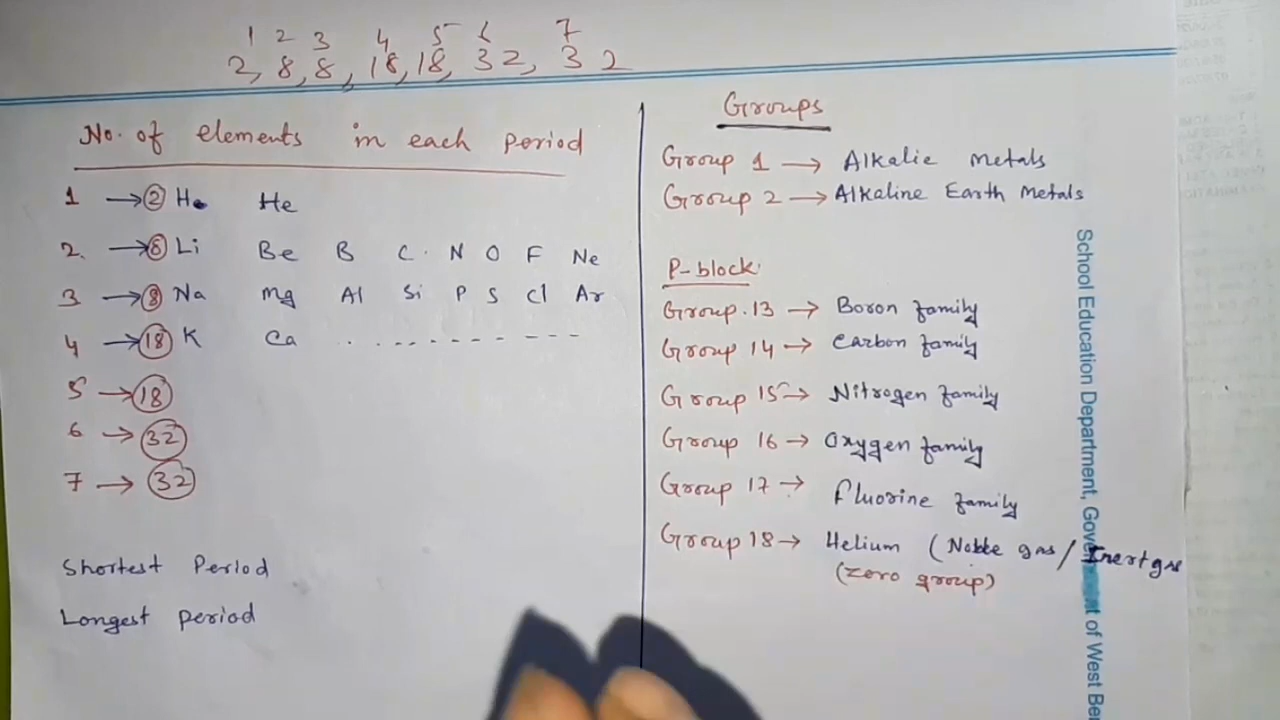 1 2 3 4 5 6 7
2, 8, 8, 18, 18, 32, 32
No. of elements in each period
1 → 2 He He
2. → 8 Li Be B C. N O F Ne
3 → 8 Na Mg Al Si P S Cl Ar
4 → 18 K Ca .. - - - - - - - - -
5 → 18
6 → 32
7 → 32
Shortest Period
Longest period
Groups
Group 1 → Alkalie Metals
Group 2 → Alkaline Earth Metals
P-block
Group.13 → Boron family
Group 14 → Carbon family
Group 15 → Nitrogen family
Group 16 → Oxygen family
Group 17 → Fluorine family
Group 18 → Helium (Noble gas/ Inert gas
(Zero group)
School Education Department, Government of West Be